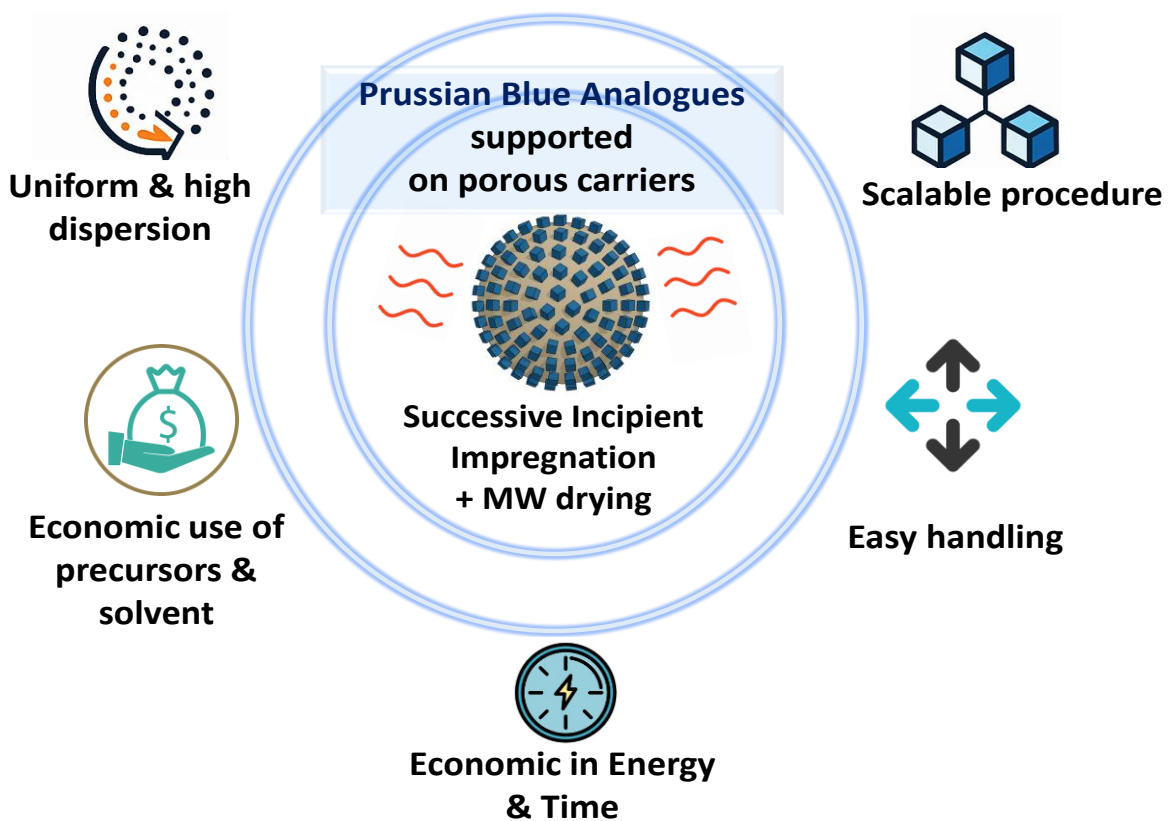 Prussian Blue Analogues
supported
on porous carriers
Uniform & high
dispersion
Scalable procedure
Successive Incipient
Impregnation
+ MW drying
$
Economic use of
precursors &
solvent
Easy handling
Economic in Energy
& Time